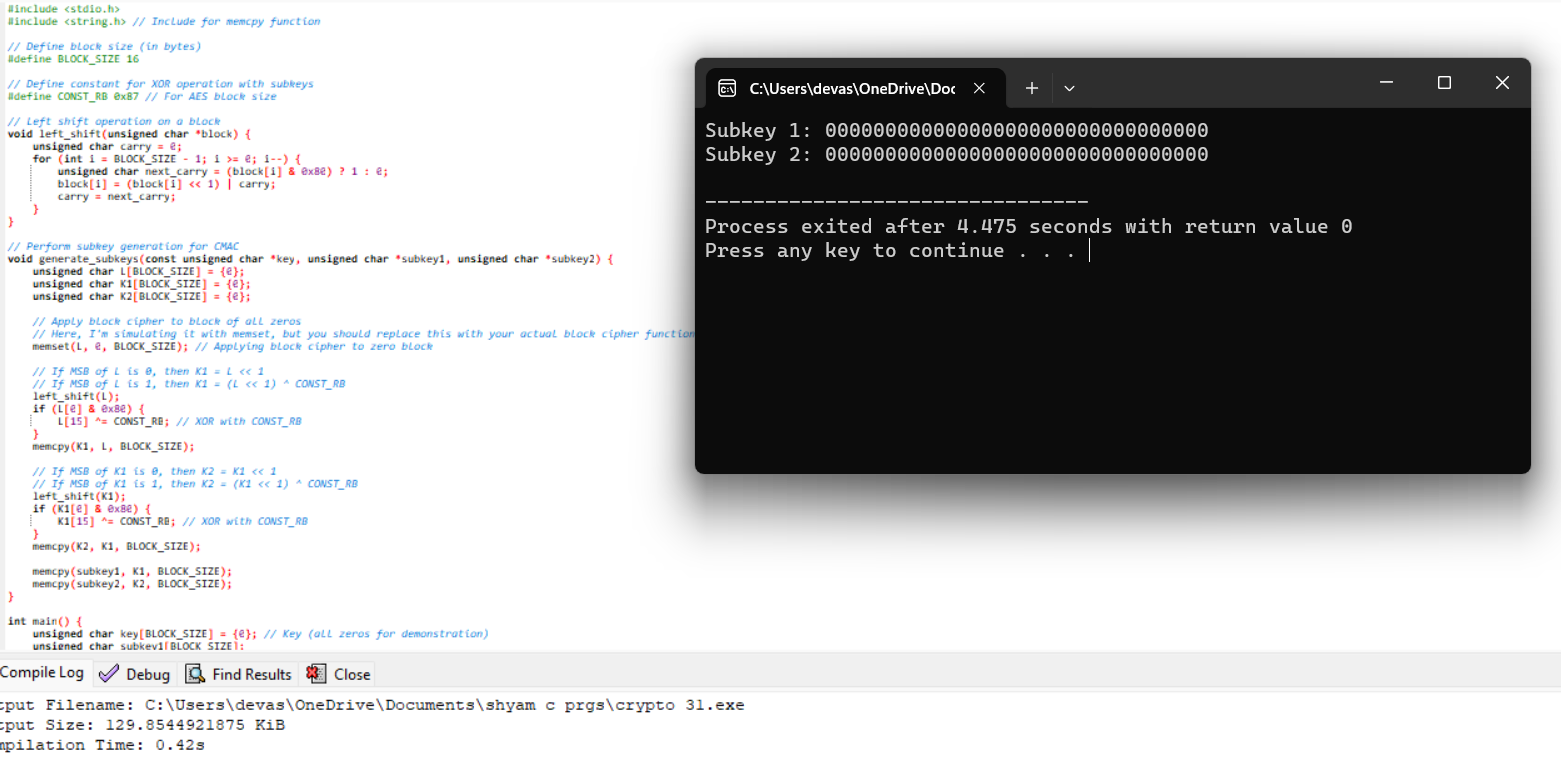 #include <stdio.h>
#include <string.h> // Include for memcpy function
// Define block size (in bytes)
#define BLOCK_SIZE 16
// Define constant for XOR operation with subkeys
#define CONST_RB 0x87 // For AES block size
// Left shift operation on a block
void left_shift(unsigned char *block) {
unsigned char carry = 0;
for (int i = BLOCK_SIZE - 1; i >= 0; i--) {
unsigned char next_carry = (block[i] & 0x80) ? 1 : 0;
block[i] = (block[i] << 1) | carry;
carry = next_carry;
}
}
// Perform subkey generation for CMAC
void generate_subkeys(const unsigned char *key, unsigned char *subkey1, unsigned char *subkey2) {
unsigned char L[BLOCK_SIZE] = {0};
unsigned char K1[BLOCK_SIZE] = {0};
unsigned char K2[BLOCK_SIZE] = {0};
// Apply block cipher to block of all zeros
// Here, I'm simulating it with memset, but you should replace this with your actual block cipher function
memset(L, 0, BLOCK_SIZE); // Applying block cipher to zero block
// If MSB of L is 0, then K1 = L << 1
// If MSB of L is 1, then K1 = (L << 1) ^ CONST_RB
left_shift(L);
if (L[0] & 0x80) {
L[15] ^= CONST_RB; // XOR with CONST_RB
}
memcpy(K1, L, BLOCK_SIZE);
// If MSB of K1 is 0, then K2 = K1 << 1
// If MSB of K1 is 1, then K2 = (K1 << 1) ^ CONST_RB
left_shift(K1);
if (K1[0] & 0x80) {
K1[15] ^= CONST_RB; // XOR with CONST_RB
}
memcpy(K2, K1, BLOCK_SIZE);
memcpy(subkey1, K1, BLOCK_SIZE);
memcpy(subkey2, K2, BLOCK_SIZE);
}
int main() {
unsigned char key[BLOCK_SIZE] = {0}; // Key (all zeros for demonstration)
unsigned char subkey1[BLOCK_SIZE];
C:\Users\devas\OneDrive\Doc
Subkey 1: 00000000000000000000000000000000
Subkey 2: 00000000000000000000000000000000
--------------------------------
Process exited after 4.475 seconds with return value 0
Press any key to continue . . .
Compile Log Debug Find Results Close
tput Filename: C:\Users\devas\OneDrive\Documents\shyam c prgs\crypto 31.exe
tput Size: 129.8544921875 KiB
mpilation Time: 0.42s